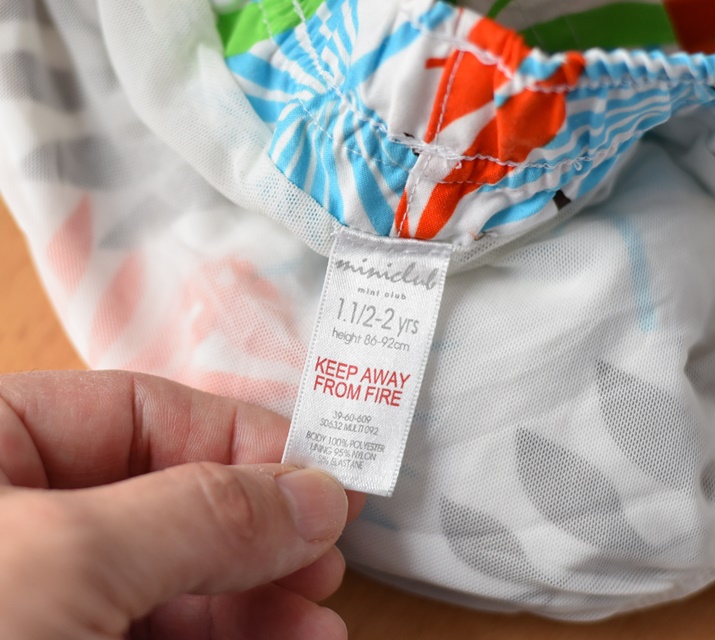 miniclub
mini club
1.1/2-2 yrs
height 86-92cm
KEEP AWAY
FROM FIRE
39-60-609
S0632 MULTI 092
BODY 100% POLYESTER
LINING 95% NYLON
5% ELASTANE